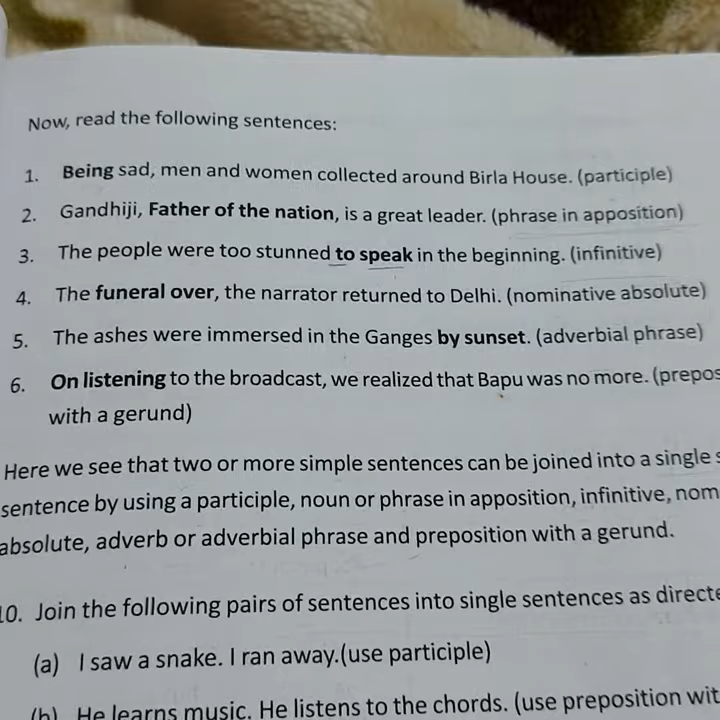 Now, read the following sentences:
1. Being sad, men and women collected around Birla House. (participle)
2. Gandhiji, Father of the nation, is a great leader. (phrase in apposition)
3. The people were too stunned to speak in the beginning. (infinitive)
4. The funeral over, the narrator returned to Delhi. (nominative absolute)
5. The ashes were immersed in the Ganges by sunset. (adverbial phrase)
6. On listening to the broadcast, we realized that Bapu was no more. (prepos
with a gerund)
Here we see that two or more simple sentences can be joined into a single s
sentence by using a participle, noun or phrase in apposition, infinitive, nom
absolute, adverb or adverbial phrase and preposition with a gerund.
10. Join the following pairs of sentences into single sentences as directe
(a) I saw a snake. I ran away.(use participle)
(b) He learns music. He listens to the chords. (use preposition wit